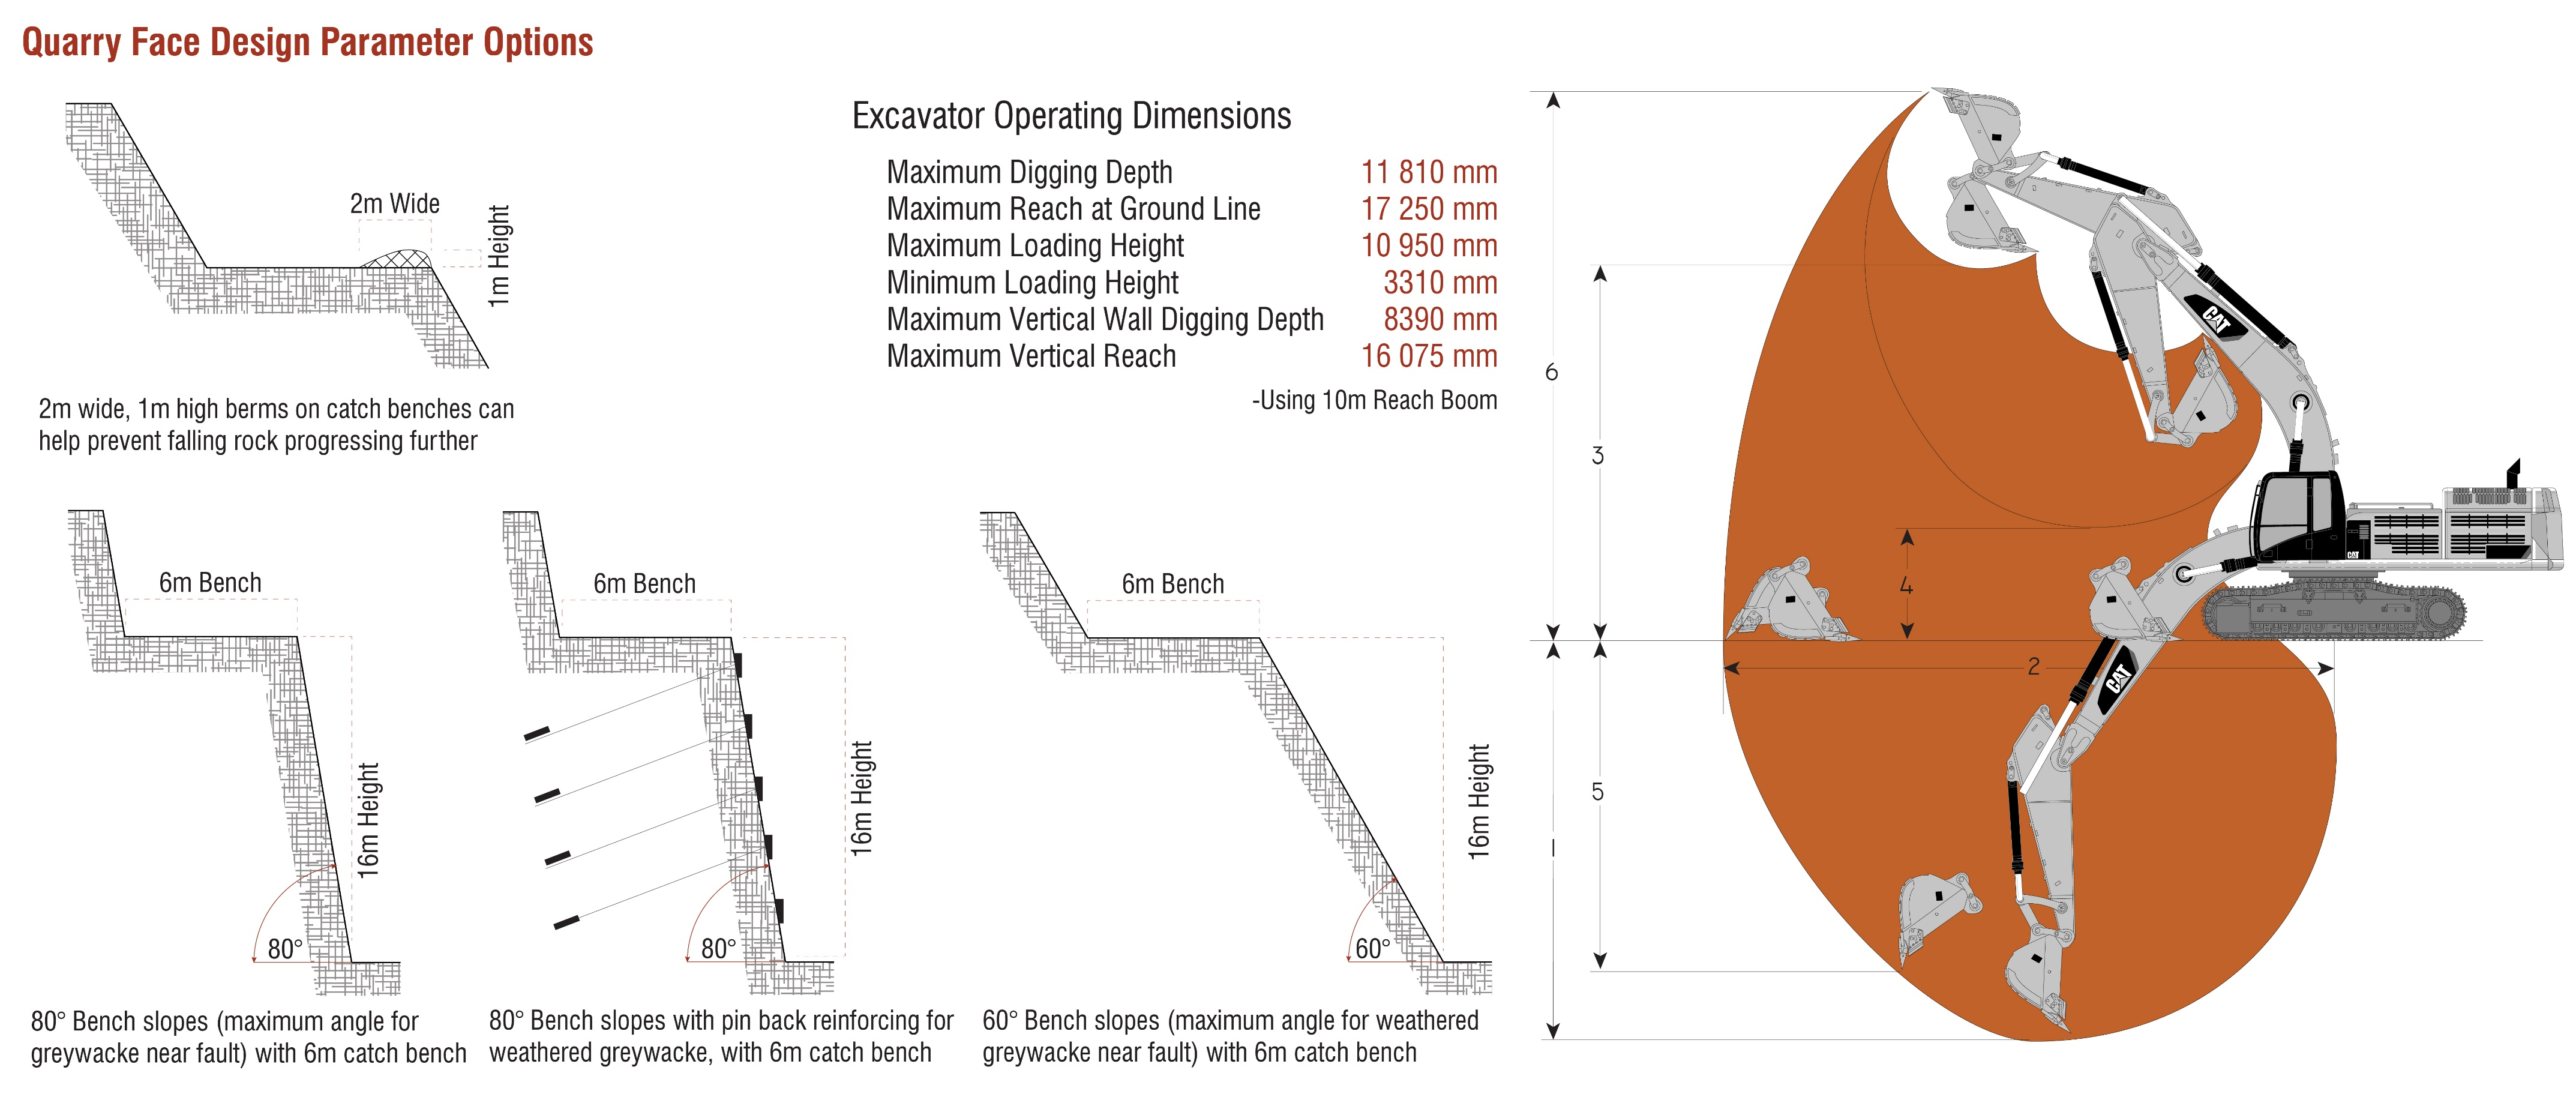 Quarry Face Design Parameter Options
2m Wide
1m Height
2m wide, 1m high berms on catch benches can
help prevent falling rock progressing further
Excavator Operating Dimensions
Maximum Digging Depth 11 810 mm
Maximum Reach at Ground Line 17 250 mm
Maximum Loading Height 10 950 mm
Minimum Loading Height 3310 mm
Maximum Vertical Wall Digging Depth 8390 mm
Maximum Vertical Reach 16 075 mm
-Using 10m Reach Boom
6m Bench
16m Height
80°
80° Bench slopes (maximum angle for
greywacke near fault) with 6m catch bench
6m Bench
16m Height
80°
80° Bench slopes with pin back reinforcing for
weathered greywacke, with 6m catch bench
6m Bench
16m Height
60°
60° Bench slopes (maximum angle for weathered
greywacke near fault) with 6m catch bench
6
3
4
2
5
1
CAT
CAT
CAT